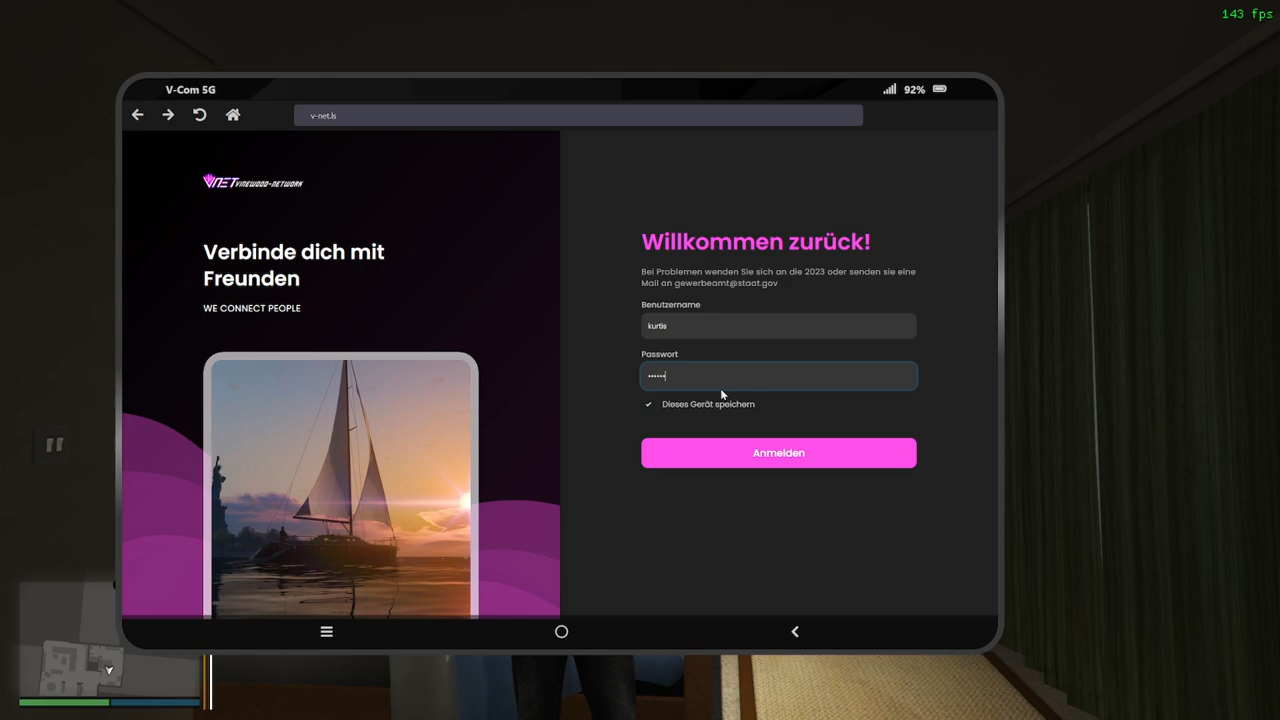 143 fps
V-Com 5G
92%
v-net.ls
VNET VINEWOOD-NETWORK
Verbinde dich mit
Freunden
WE CONNECT PEOPLE
Willkommen zurück!
Bei Problemen wenden Sie sich an die 2023 oder senden sie eine
Mail an gewerbeamt@staat.gov
Benutzername
kurtis
Passwort
••••••
Dieses Gerät speichern
Anmelden